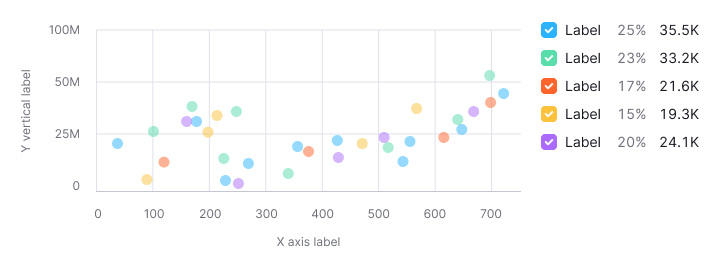 100M
50M
25M
0
Y vertical label
0 100 200 300 400 500 600 700
X axis label
Label 25% 35.5K
Label 23% 33.2K
Label 17% 21.6K
Label 15% 19.3K
Label 20% 24.1K